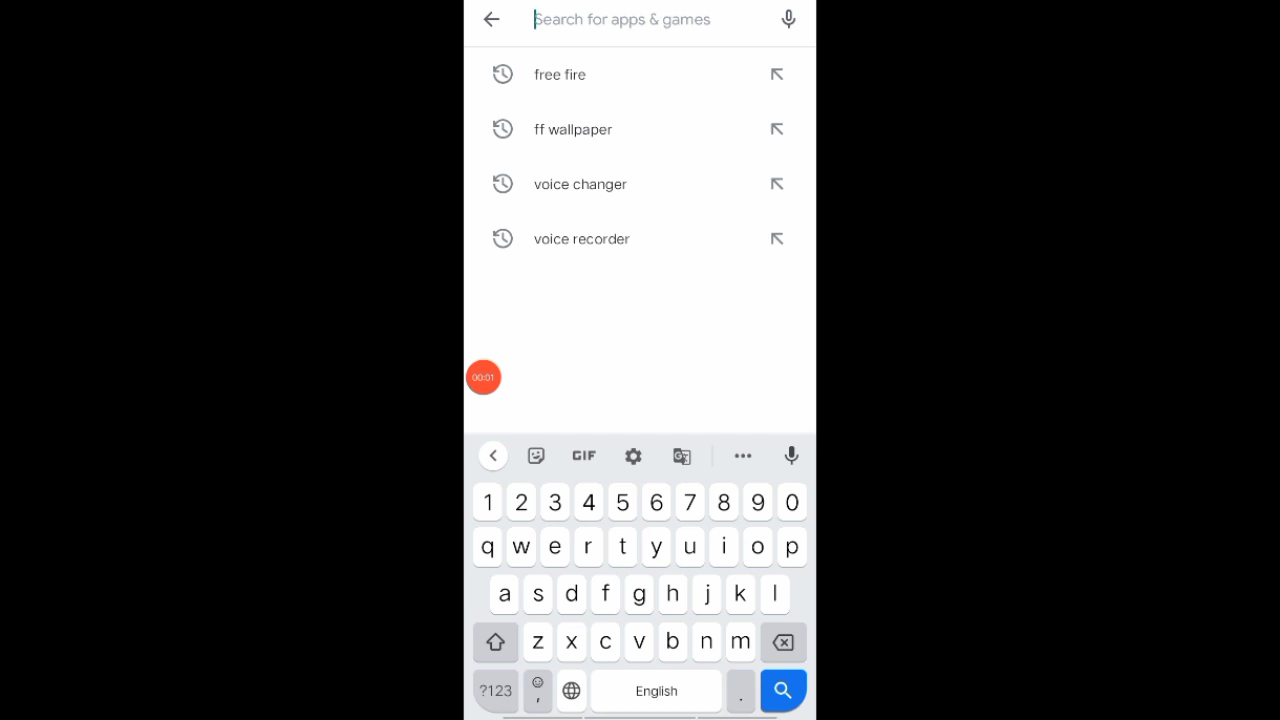 Search for apps & games
free fire
ff wallpaper
voice changer
voice recorder
00:01
GIF
1 2 3 4 5 6 7 8 9 0
q w e r t y u i o p
a s d f g h j k l
z x c v b n m
?123 , English .